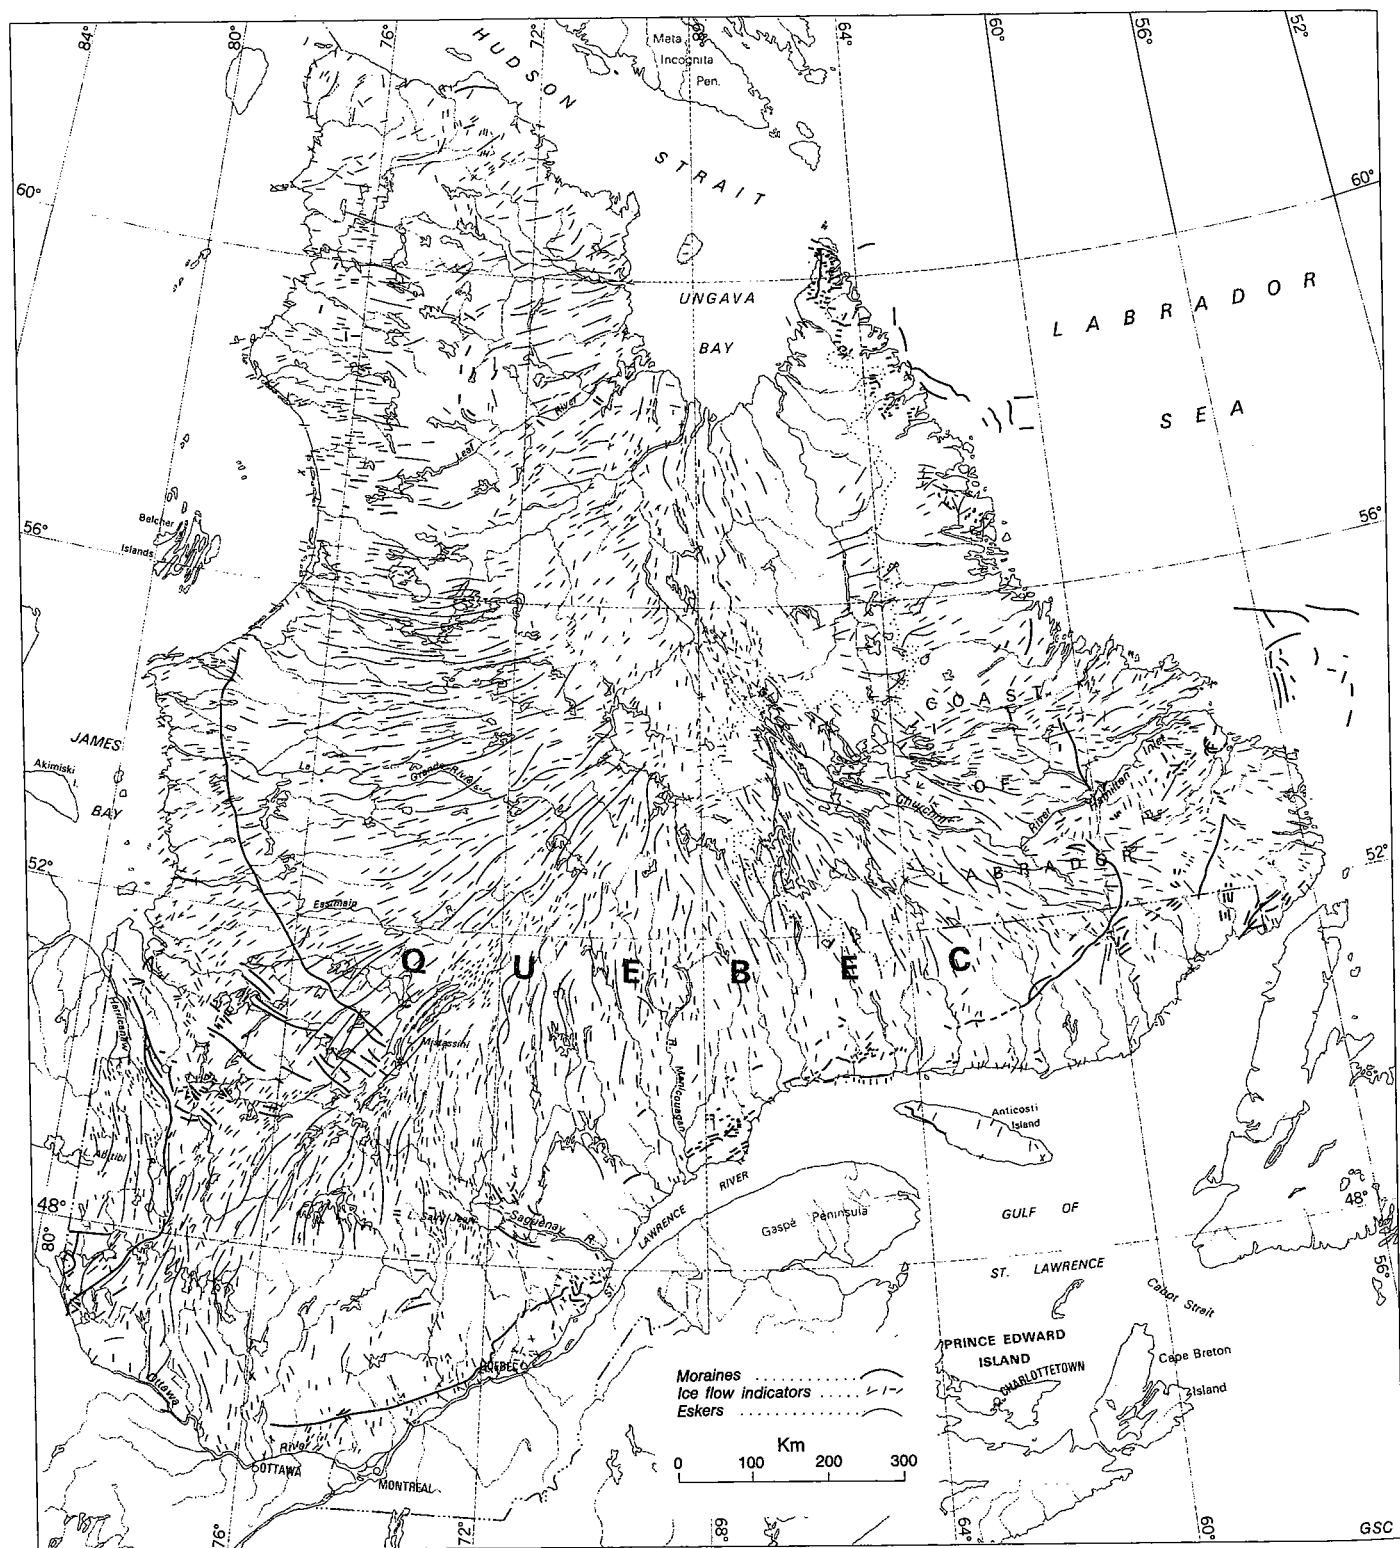 84°
80°
76°
72°
68°
64°
60°
56°
52°
HUDSON
STRAIT
Meta
Incognita
Pen.
60°
60°
UNGAVA
BAY
LABRADOR
SEA
Leaf
River
Belcher
Islands
56°
56°
JAMES
BAY
Akimiski
I.
La
Grande Rivière
COAST
OF
LABRADOR
Churchill
River
Hamilton
Inlet
52°
52°
Eastmain
R.
QUEBEC
Harricana
Mistassini
R.
Manicouagan
L. Abitibi
Anticosti
Island
48°
48°
80°
L. Saint Jean
Saguenay
R.
ST.
LAWRENCE
RIVER
Gaspé Peninsula
GULF OF
ST. LAWRENCE
56°
Cabot Strait
PRINCE EDWARD
ISLAND
CHARLOTTETOWN
Cape Breton
Island
QUÉBEC
Ottawa
River
OTTAWA
MONTREAL
Moraines
Ice flow indicators
Eskers
Km
0 100 200 300
76°
72°
68°
64°
60°
GSC